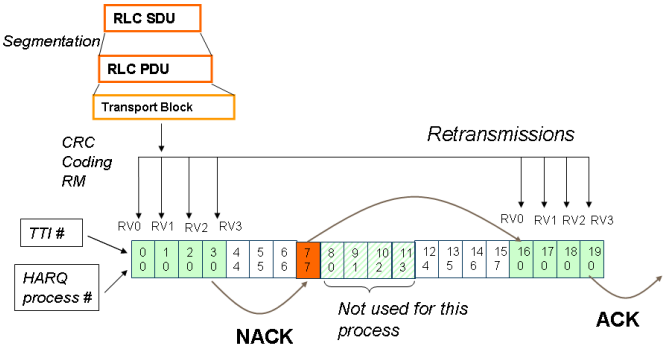 RLC SDU
Segmentation
RLC PDU
Transport Block
CRC
Coding
RM
Retransmissions
RV0 RV1 RV2 RV3 RV0 RV1 RV2 RV3
TTI #
0 1 2 3 4 5 6 7 8 9 10 11 12 13 14 15 16 17 18 19
0 0 0 0 4 5 6 7 0 1 2 3 4 5 6 7 0 0 0 0
HARQ
process #
Not used for this
process
NACK
ACK